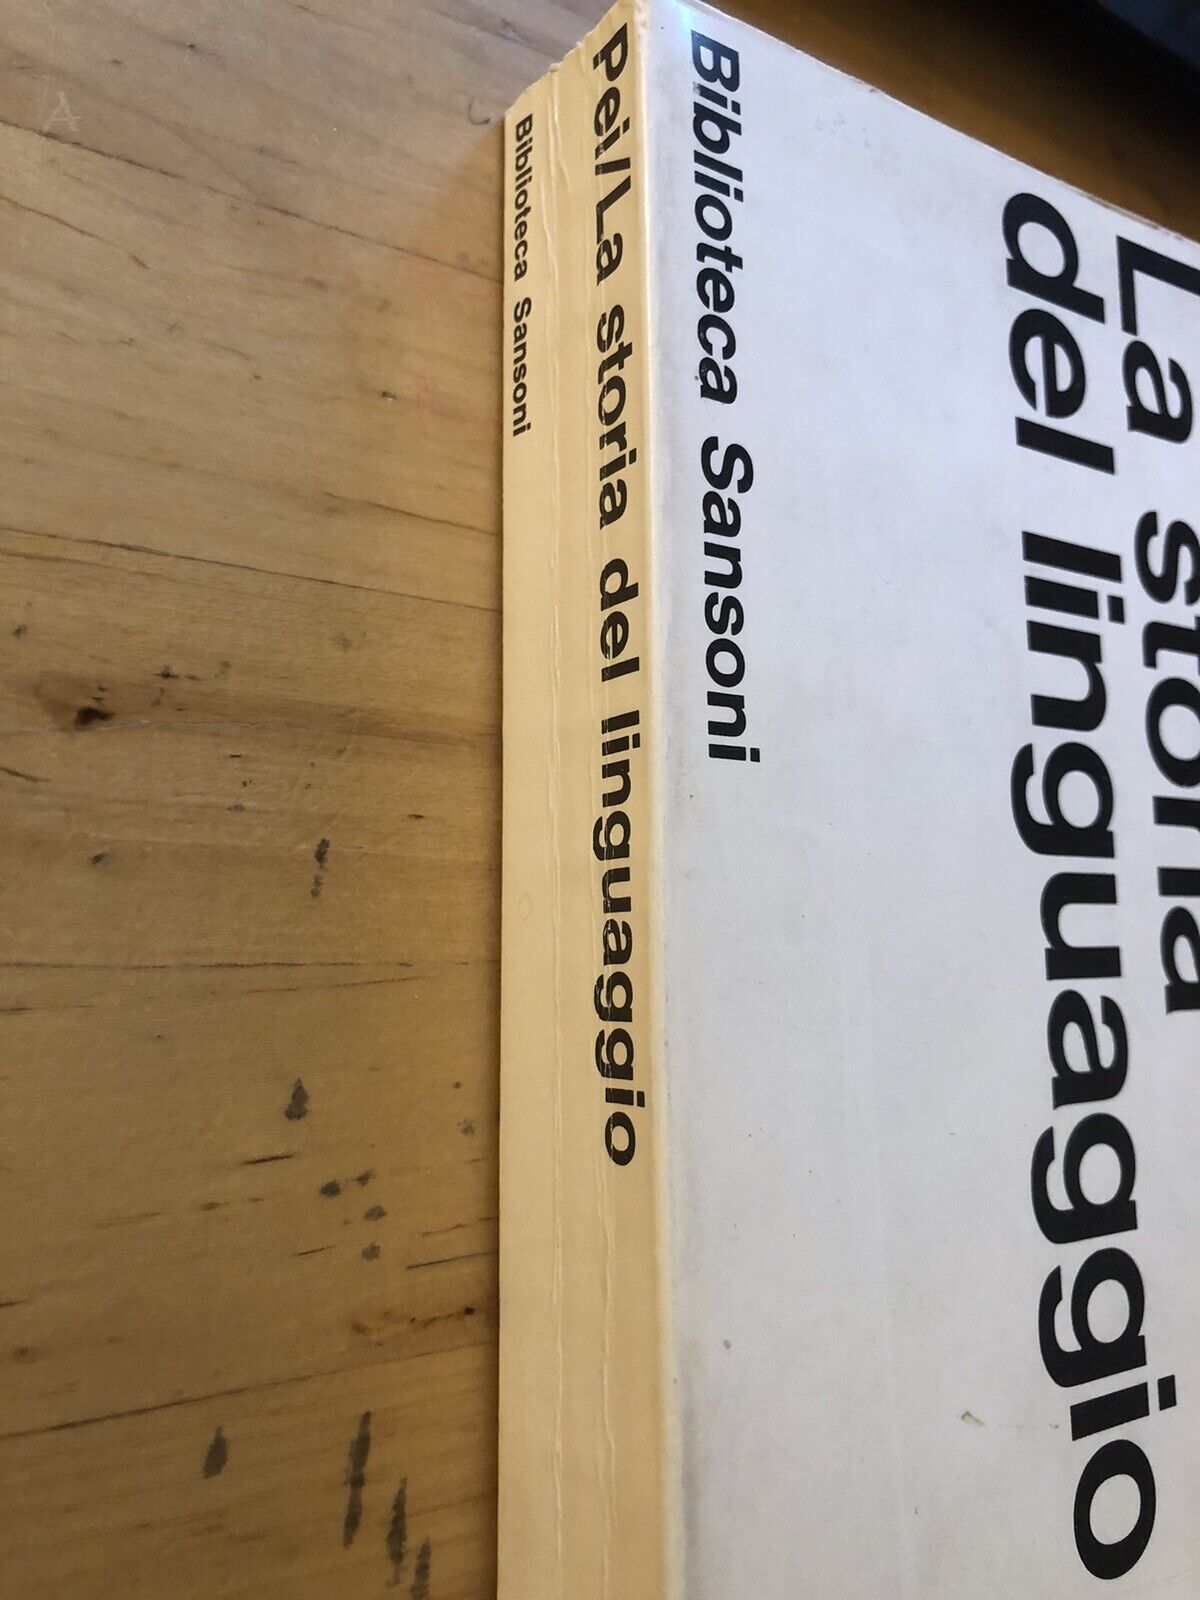 Biblioteca Sansoni
La storia
del linguaggio
Pei/La storia del linguaggio
Biblioteca Sansoni